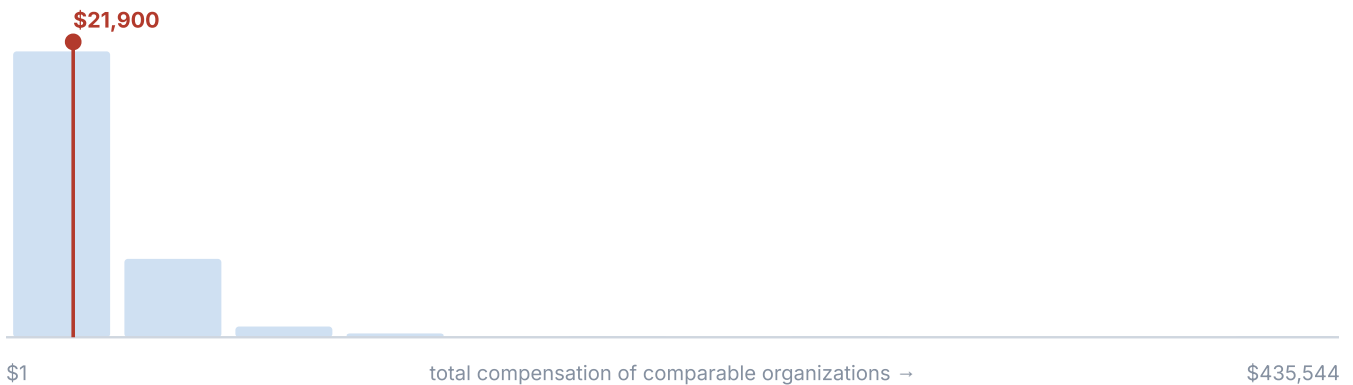 $21,900
$1
total compensation of comparable organizations →
$435,544